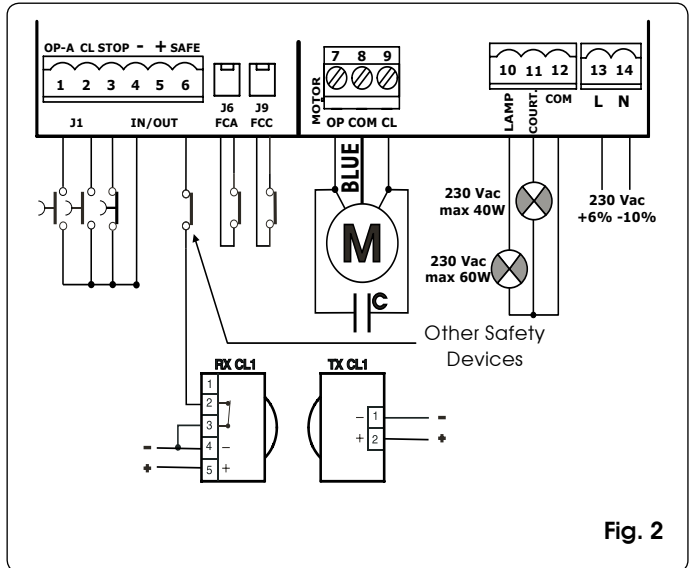 OP-A CL STOP - + SAFE
1 2 3 4 5 6
J1 IN/OUT
J6
FCA
J9
FCC
MOTOR
7 8 9
OP COM CL
BLUE
M
C
10 11 12
LAMP
COURT.
COM
13 14
L N
230 Vac
max 40W
230 Vac
max 60W
230 Vac
+6% -10%
Other Safety
Devices
RX CL1
1
2
3
- 4 -
+ 5 +
TX CL1
- 1 -
+ 2 +
Fig. 2